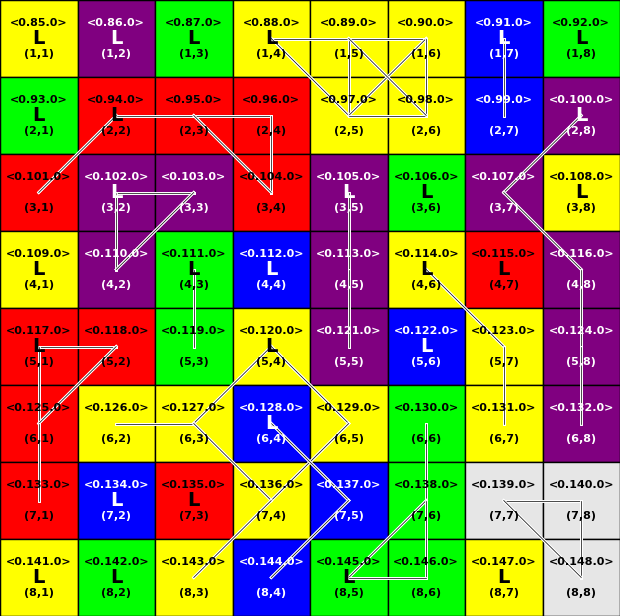 <0.85.0> <0.86.0> <0.87.0> <0.88.0> <0.89.0> <0.90.0> <0.91.0> <0.92.0>
L L L L L L
(1,1) (1,2) (1,3) (1,4) (1,5) (1,6) (1,7) (1,8)
<0.93.0> <0.94.0> <0.95.0> <0.96.0> <0.97.0> <0.98.0> <0.99.0> <0.100.0>
L L L
(2,1) (2,2) (2,3) (2,4) (2,5) (2,6) (2,7) (2,8)
<0.101.0> <0.102.0> <0.103.0> <0.104.0> <0.105.0> <0.106.0> <0.107.0> <0.108.0>
L L L L
(3,1) (3,2) (3,3) (3,4) (3,5) (3,6) (3,7) (3,8)
<0.109.0> <0.110.0> <0.111.0> <0.112.0> <0.113.0> <0.114.0> <0.115.0> <0.116.0>
L L L L L
(4,1) (4,2) (4,3) (4,4) (4,5) (4,6) (4,7) (4,8)
<0.117.0> <0.118.0> <0.119.0> <0.120.0> <0.121.0> <0.122.0> <0.123.0> <0.124.0>
L L L
(5,1) (5,2) (5,3) (5,4) (5,5) (5,6) (5,7) (5,8)
<0.125.0> <0.126.0> <0.127.0> <0.128.0> <0.129.0> <0.130.0> <0.131.0> <0.132.0>
L
(6,1) (6,2) (6,3) (6,4) (6,5) (6,6) (6,7) (6,8)
<0.133.0> <0.134.0> <0.135.0> <0.136.0> <0.137.0> <0.138.0> <0.139.0> <0.140.0>
L L
(7,1) (7,2) (7,3) (7,4) (7,5) (7,6) (7,7) (7,8)
<0.141.0> <0.142.0> <0.143.0> <0.144.0> <0.145.0> <0.146.0> <0.147.0> <0.148.0>
L L L L
(8,1) (8,2) (8,3) (8,4) (8,5) (8,6) (8,7) (8,8)